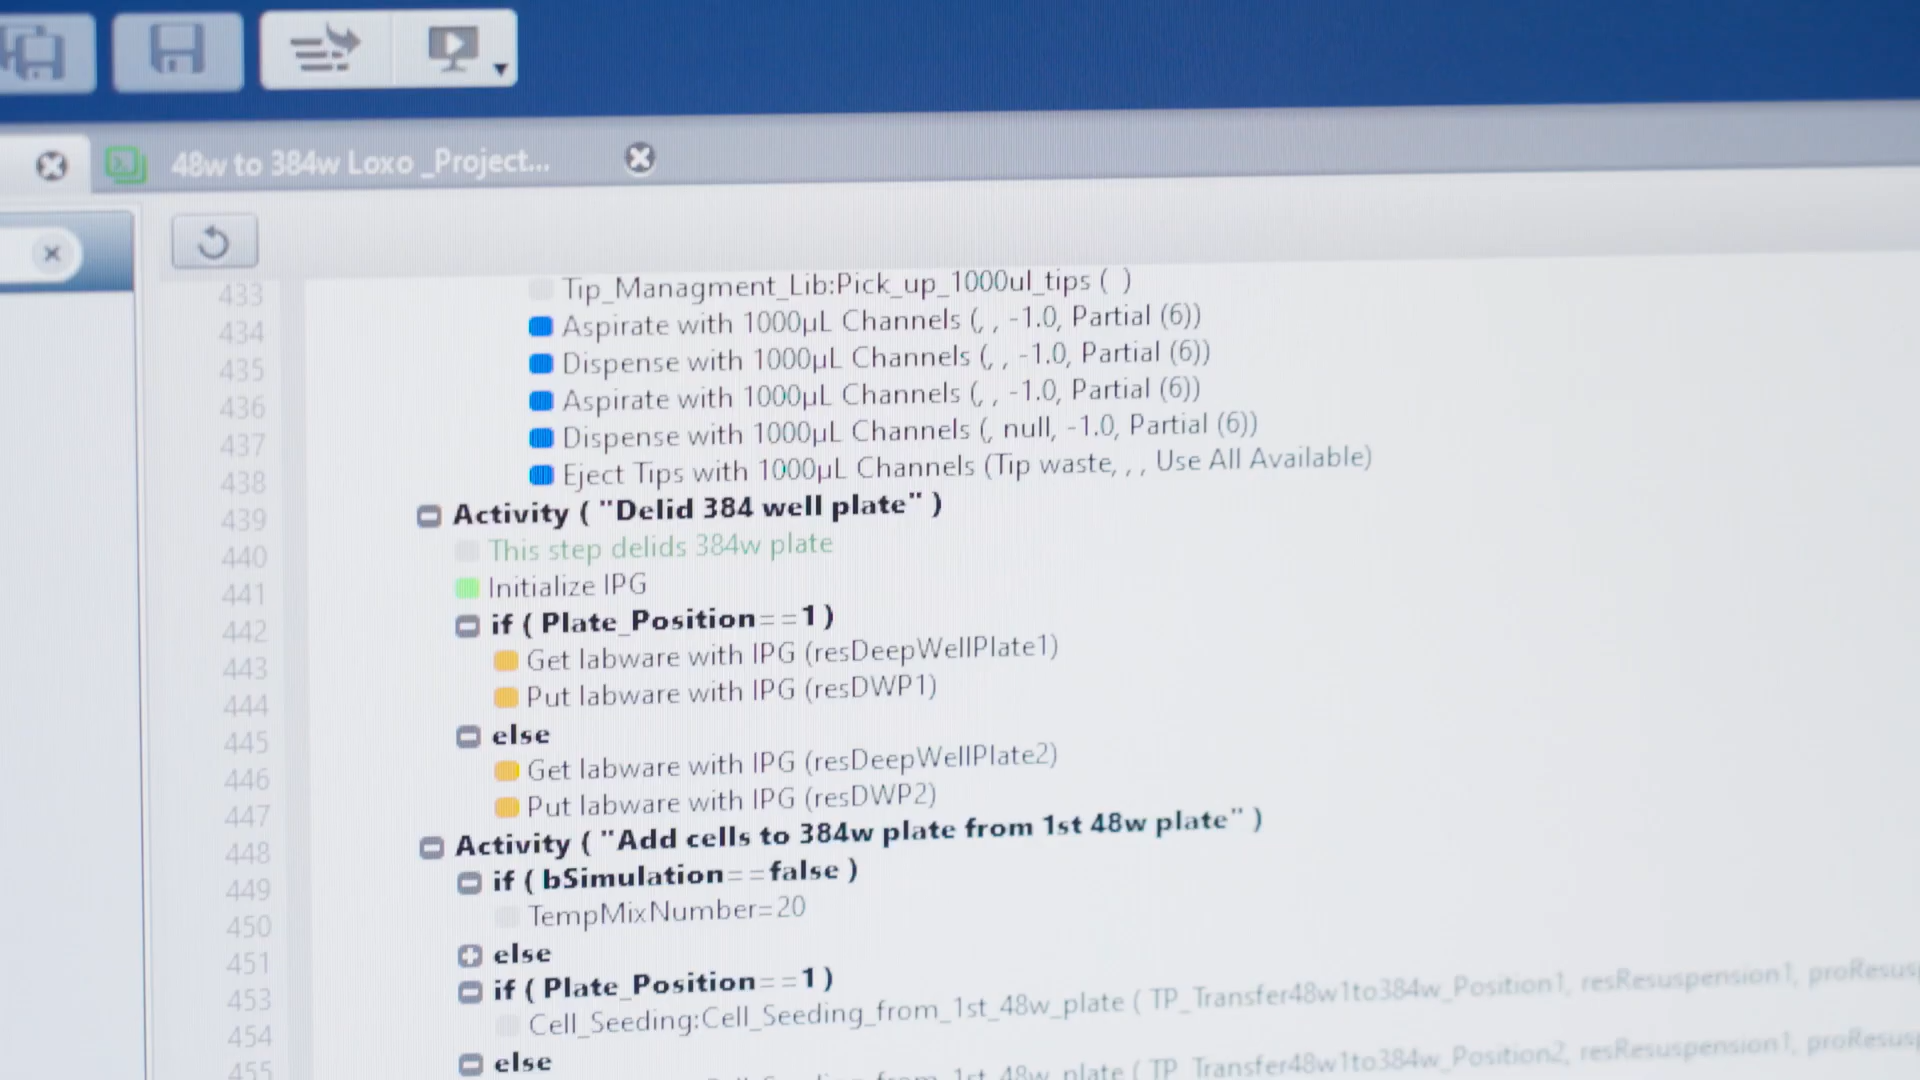 48w to 384w Loxo _Project...
433 Tip_Managment_Lib:Pick_up_1000ul_tips ( )
434 Aspirate with 1000µL Channels (, , -1.0, Partial (6))
435 Dispense with 1000µL Channels (, , -1.0, Partial (6))
436 Aspirate with 1000µL Channels (, , -1.0, Partial (6))
437 Dispense with 1000µL Channels (, null, -1.0, Partial (6))
438 Eject Tips with 1000µL Channels (Tip waste, , , Use All Available)
439 Activity ( "Delid 384 well plate" )
440 This step delids 384w plate
441 Initialize IPG
442 if ( Plate_Position==1 )
443 Get labware with IPG (resDeepWellPlate1)
444 Put labware with IPG (resDWP1)
445 else
446 Get labware with IPG (resDeepWellPlate2)
447 Put labware with IPG (resDWP2)
448 Activity ( "Add cells to 384w plate from 1st 48w plate" )
449 if ( bSimulation==false )
450 TempMixNumber=20
451 else
453 if ( Plate_Position==1 )
454 Cell_Seeding:Cell_Seeding_from_1st_48w_plate ( TP_Transfer48w1to384w_Position1, resResuspension1, proResus
455 else
from_1st_48w_plate ( TP_Transfer48w1to384w_Position2, resResuspension1, proResus